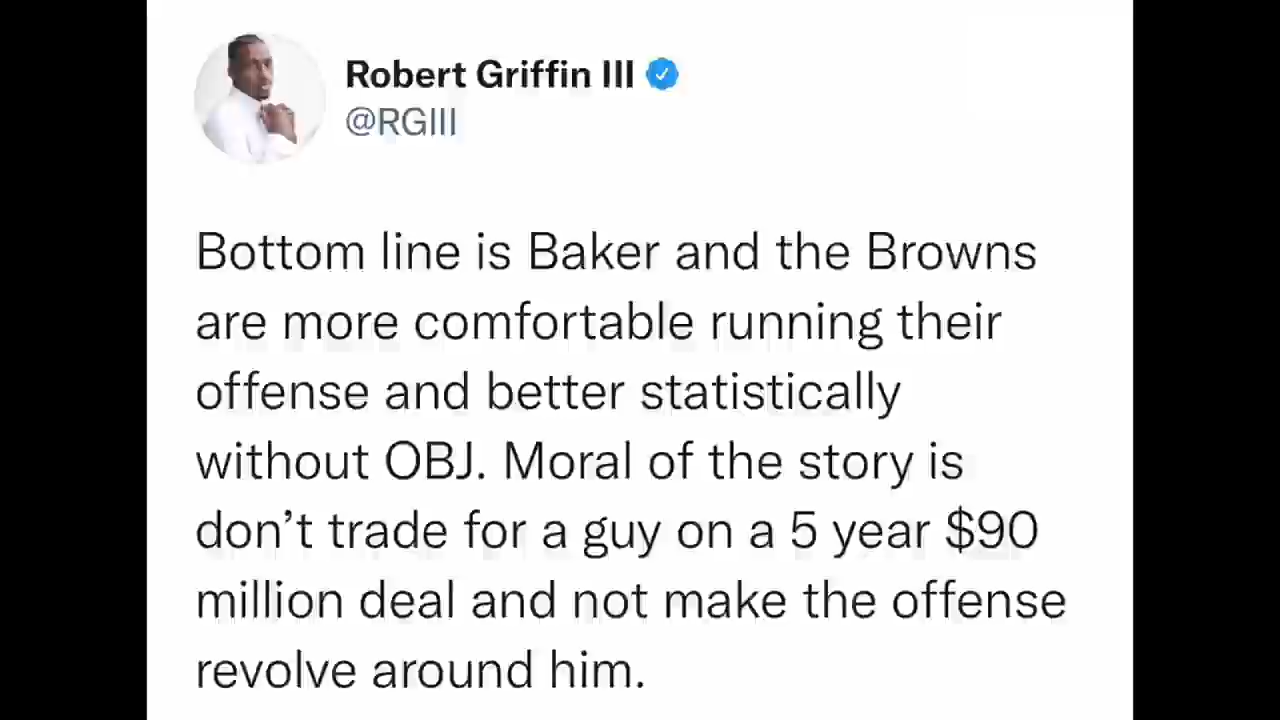 Robert Griffin III
@RGIII
Bottom line is Baker and the Browns
are more comfortable running their
offense and better statistically
without OBJ. Moral of the story is
don’t trade for a guy on a 5 year $90
million deal and not make the offense
revolve around him.